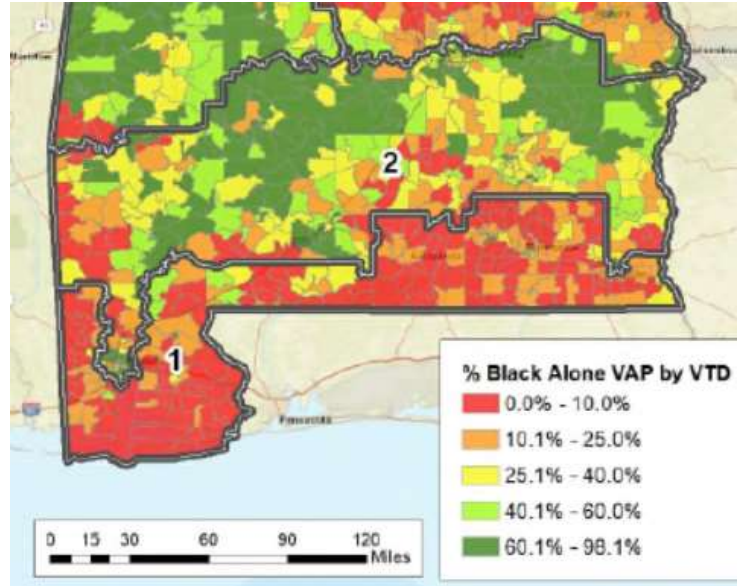 2
1
Pensacola
% Black Alone VAP by VTD
0.0% - 10.0%
10.1% - 25.0%
25.1% - 40.0%
40.1% - 60.0%
60.1% - 98.1%
0 15 30 60 90 120
Miles